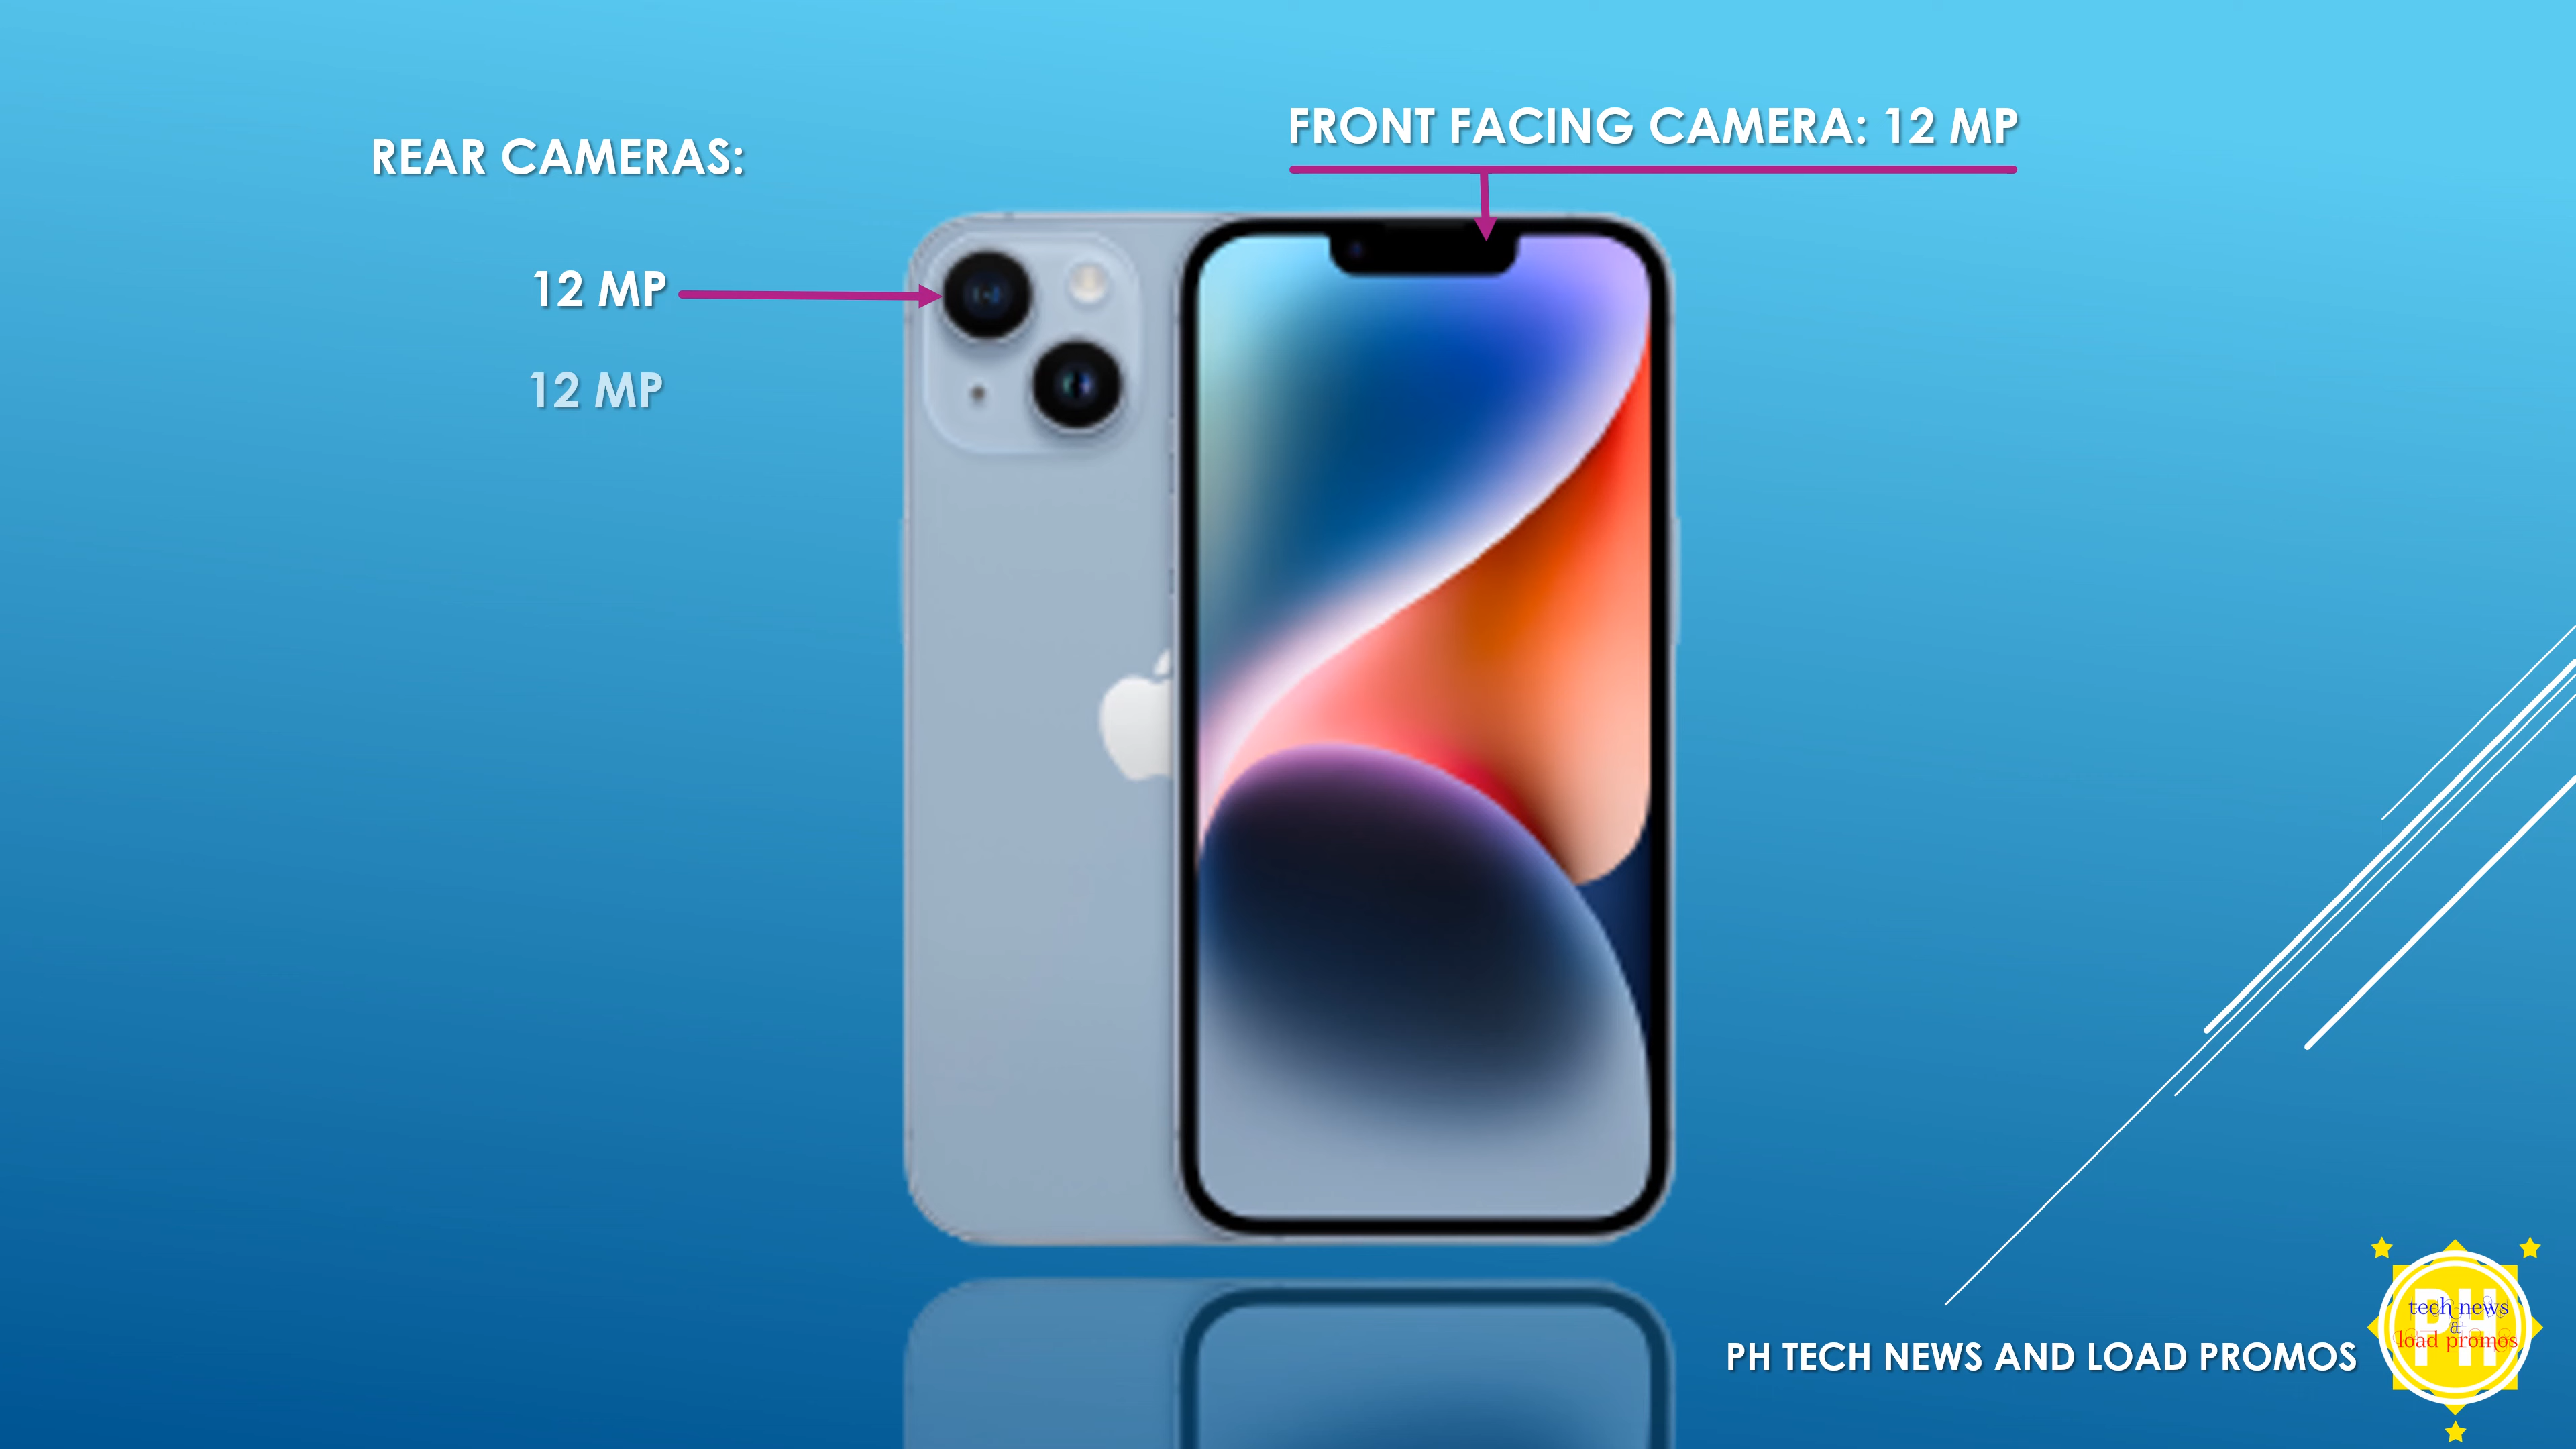 REAR CAMERAS:
12 MP
12 MP
FRONT FACING CAMERA: 12 MP
PH TECH NEWS AND LOAD PROMOS
PH
tech news
&
load promos